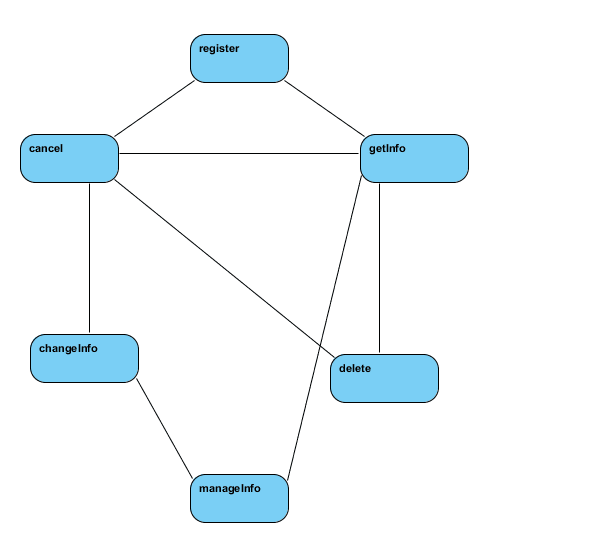 register
cancel
getInfo
changeInfo
delete
manageInfo